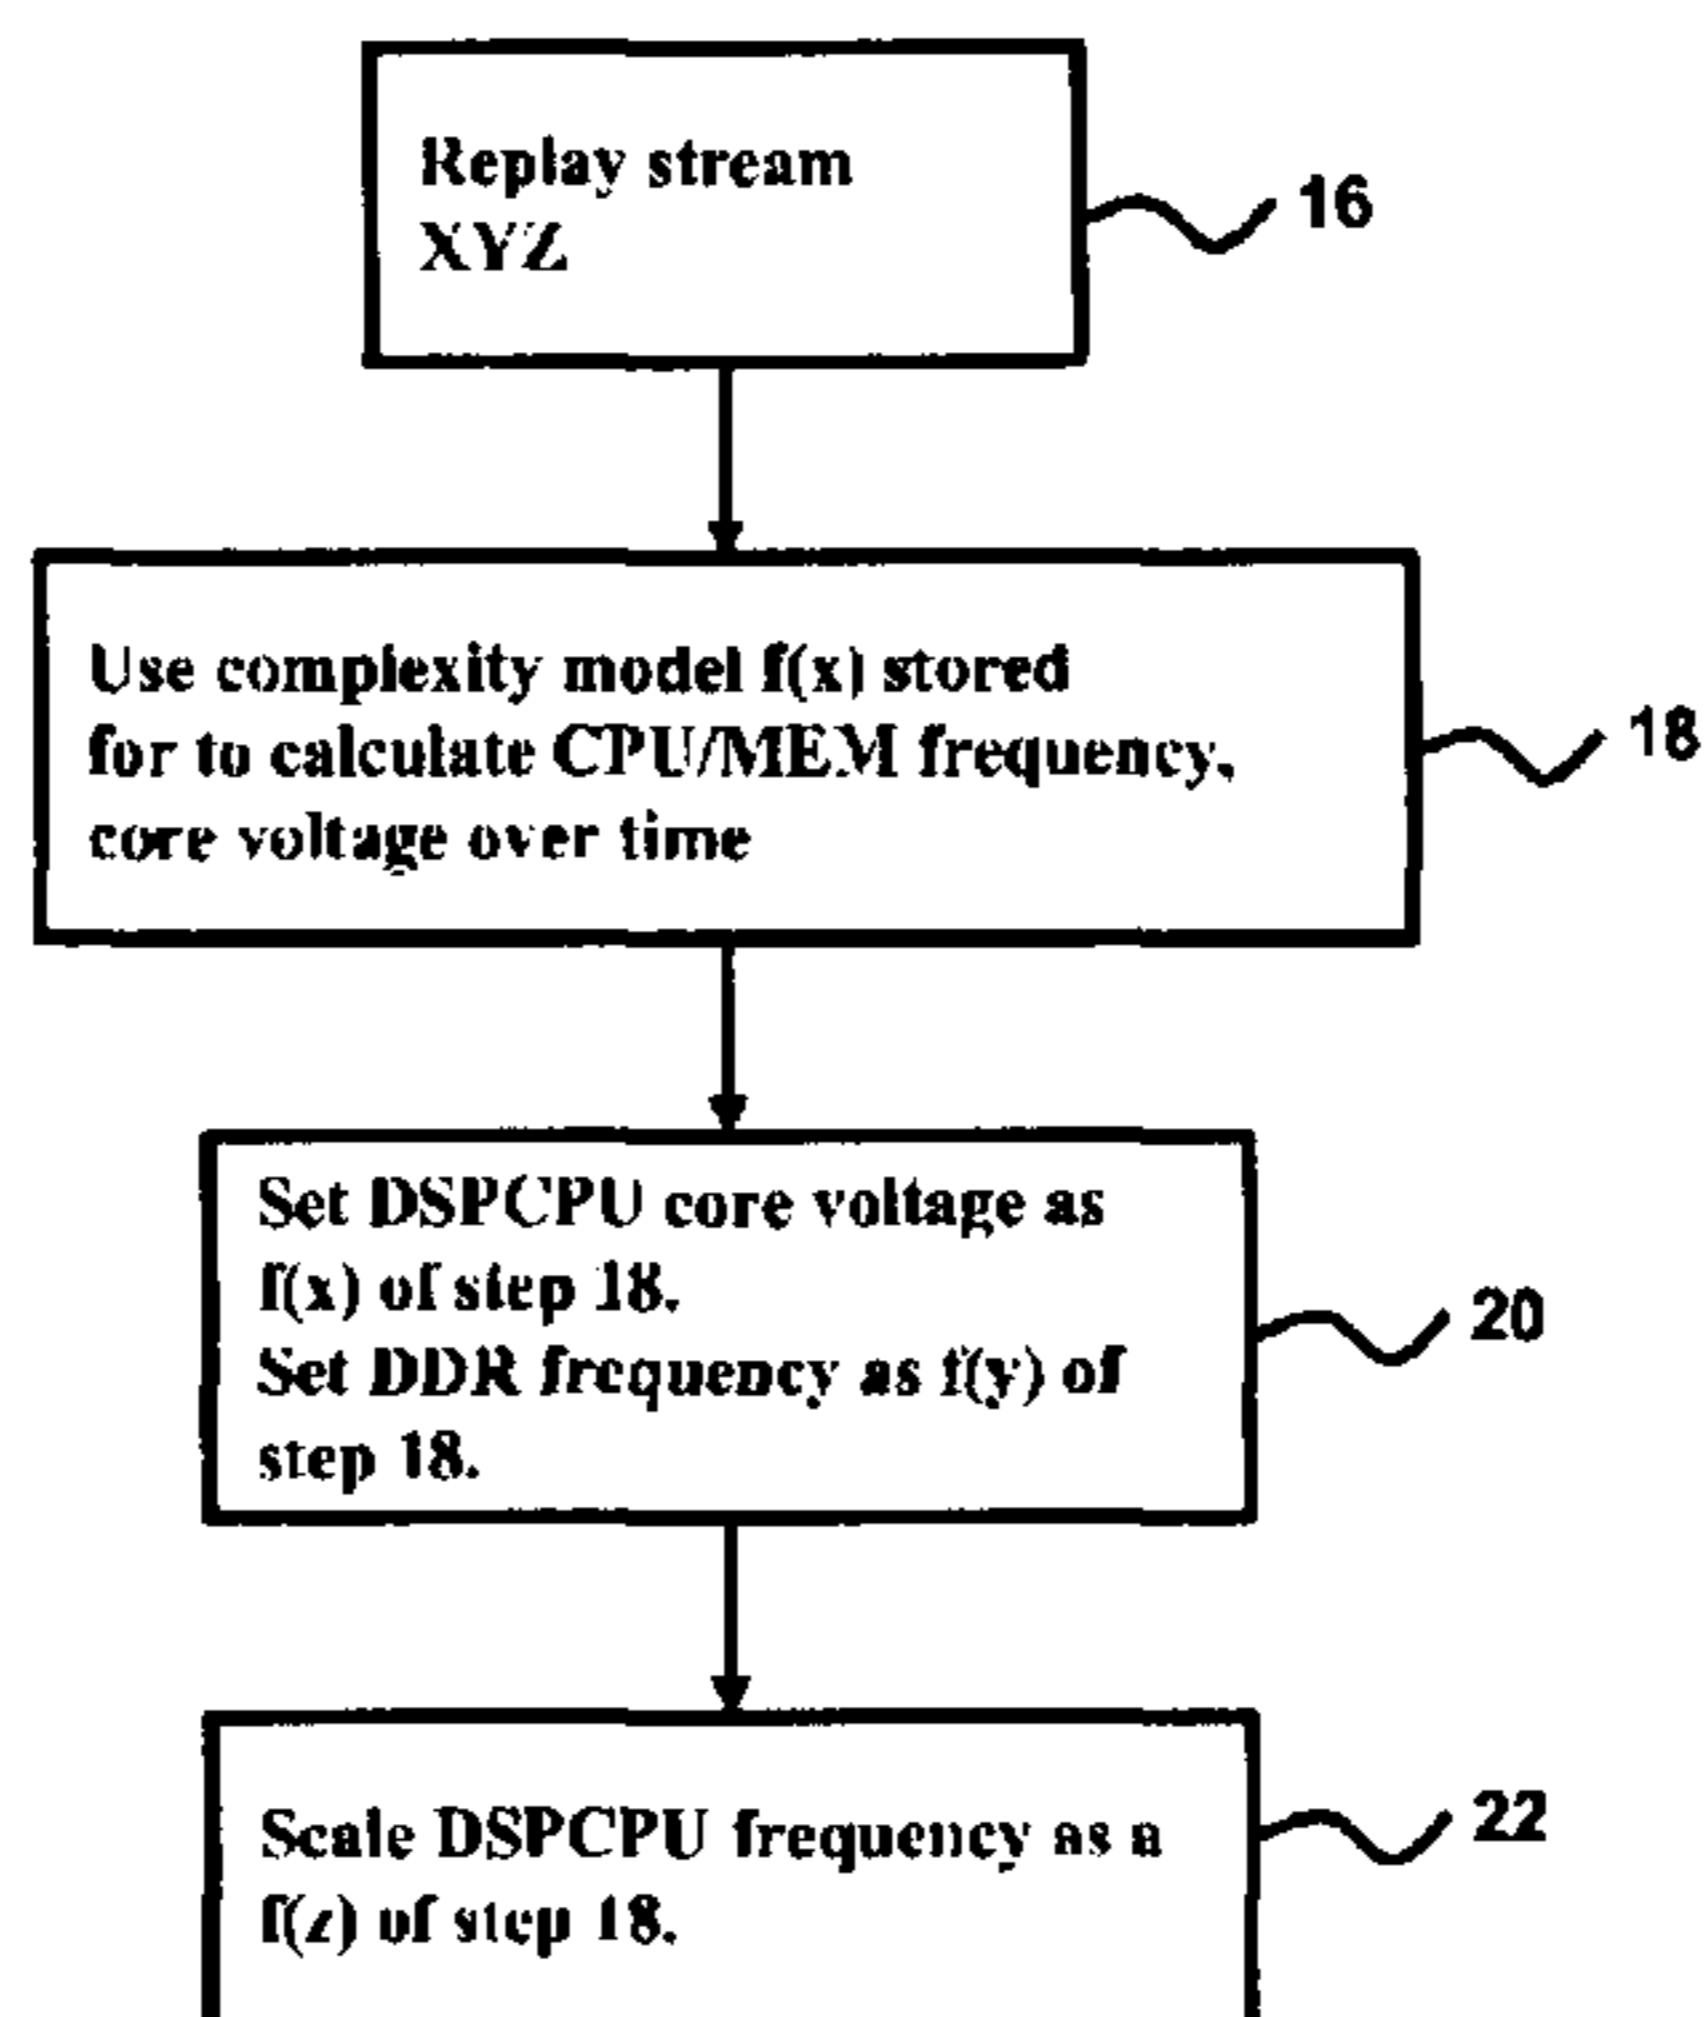 Replay stream
XYZ
16
Use complexity model f(x) stored
for to calculate CPU/MEM frequency,
core voltage over time
18
Set DSPCPU core voltage as
f(x) of step 18.
Set DDR frequency as f(y) of
step 18.
20
Scale DSPCPU frequency as a
f(z) of step 18.
22